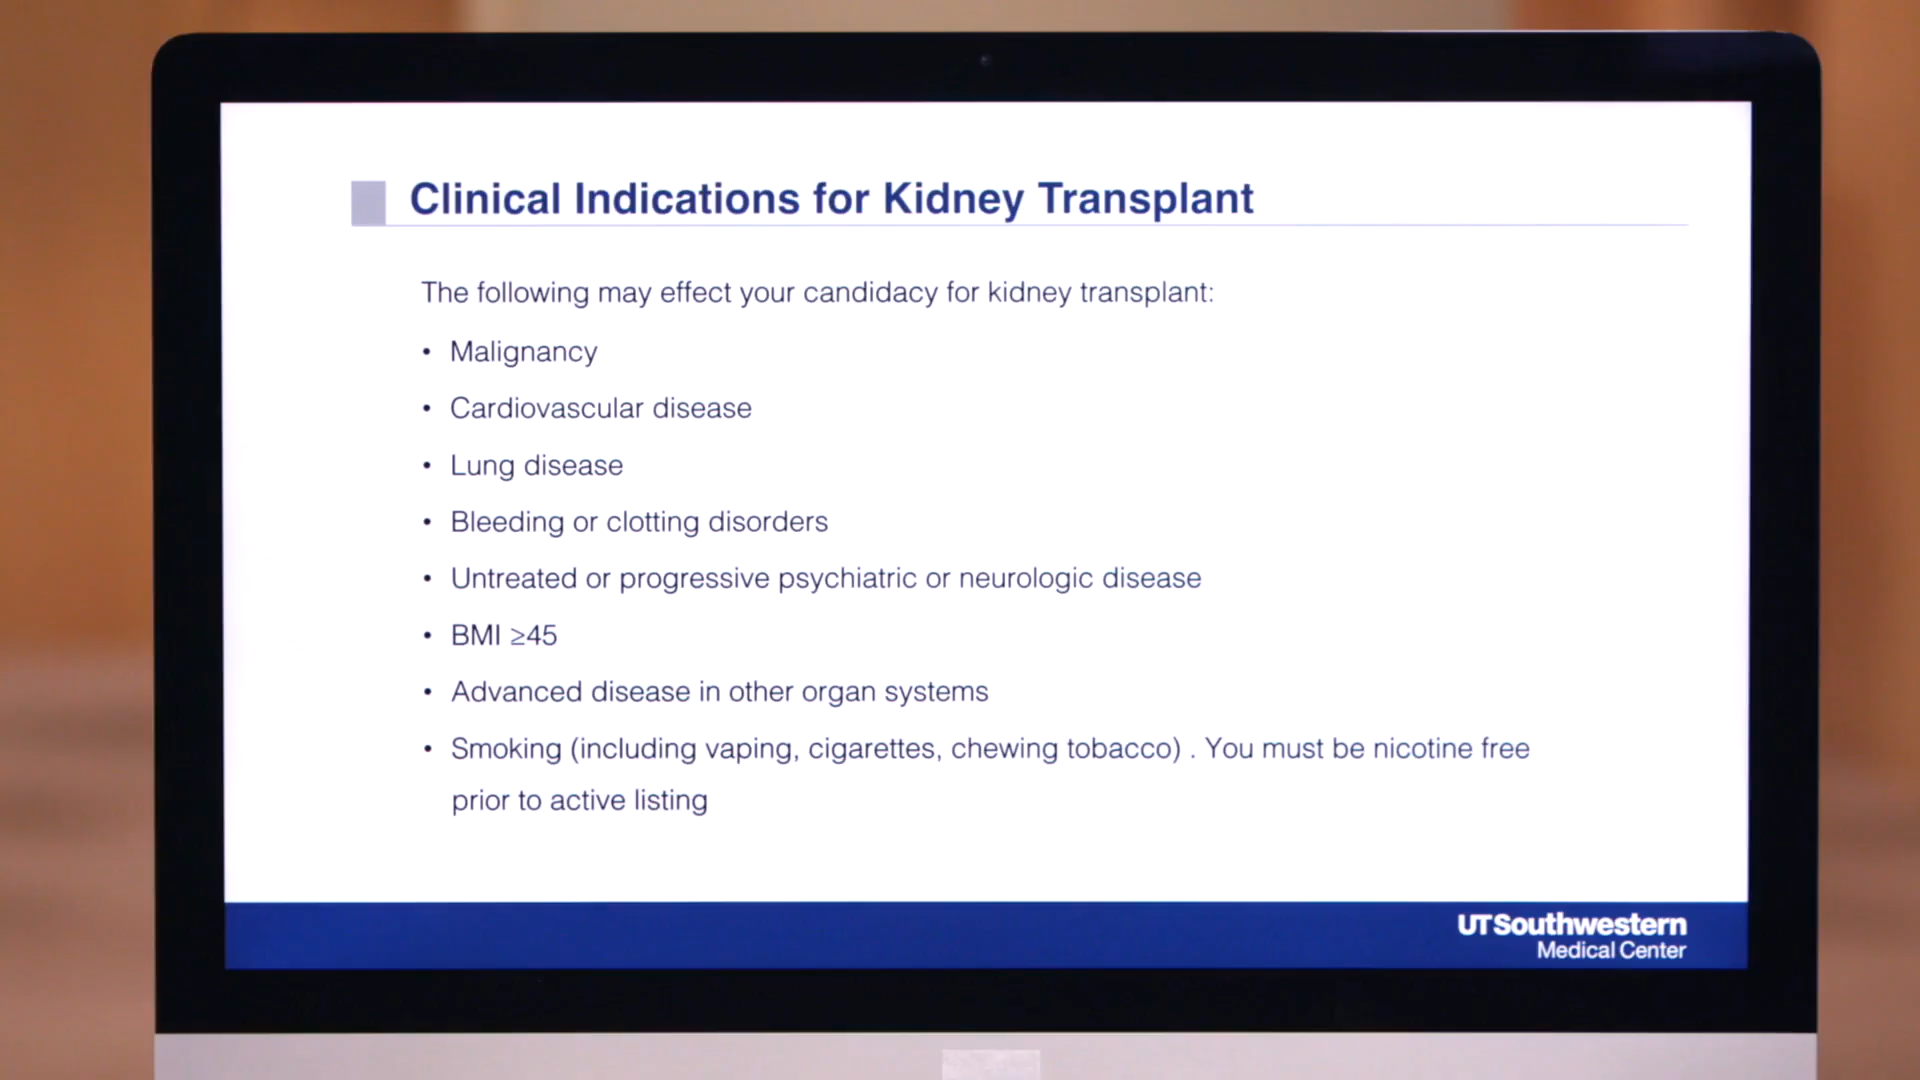 Clinical Indications for Kidney Transplant
The following may effect your candidacy for kidney transplant:
• Malignancy
• Cardiovascular disease
• Lung disease
• Bleeding or clotting disorders
• Untreated or progressive psychiatric or neurologic disease
• BMI ≥45
• Advanced disease in other organ systems
• Smoking (including vaping, cigarettes, chewing tobacco) . You must be nicotine free
prior to active listing
UTSouthwestern
Medical Center